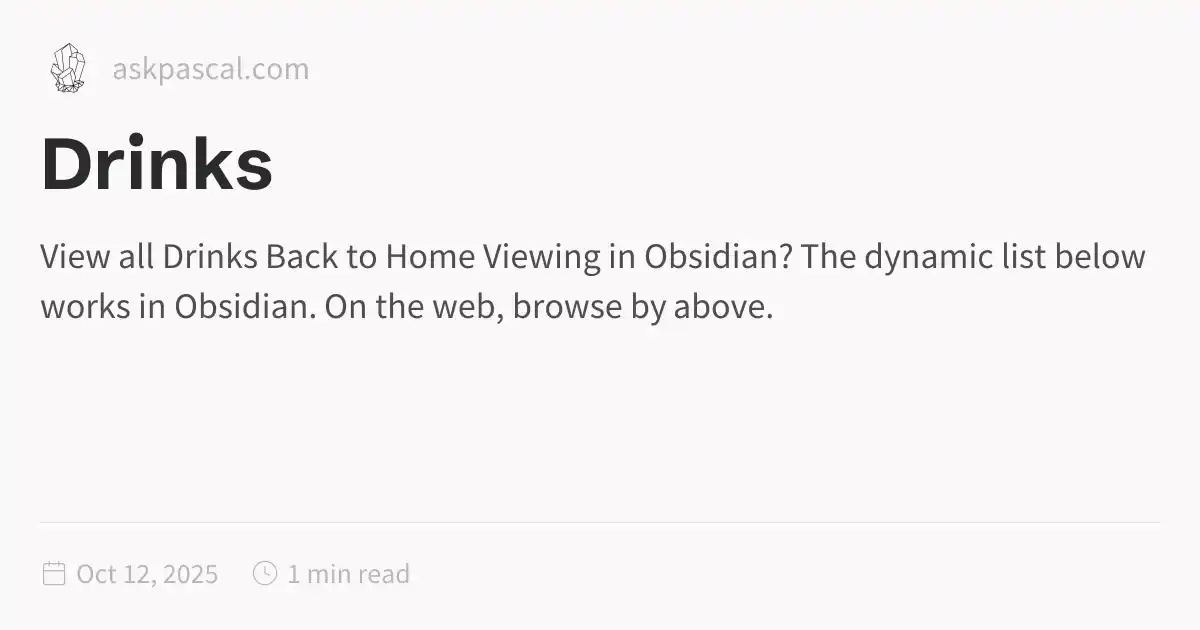 askpascal.com
Drinks
View all Drinks Back to Home Viewing in Obsidian? The dynamic list below
works in Obsidian. On the web, browse by above.
Oct 12, 2025 1 min read